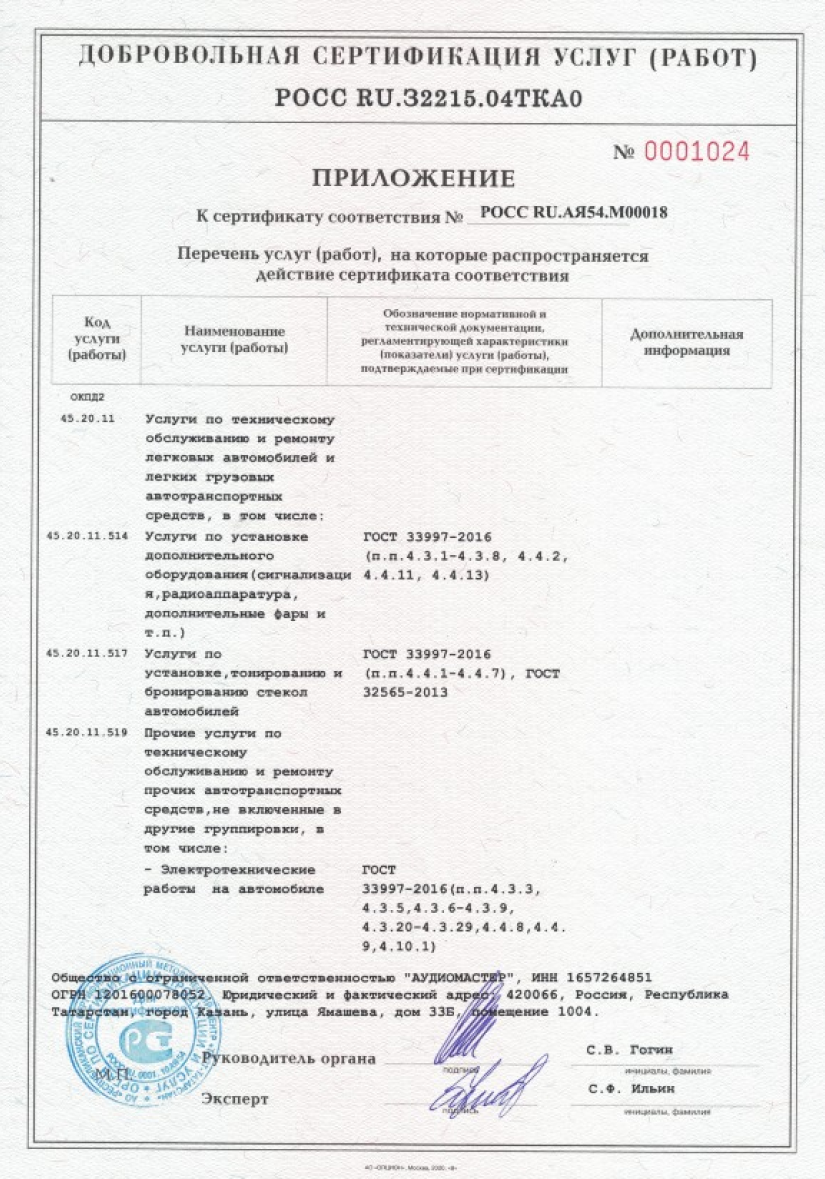 ДОБРОВОЛЬНАЯ СЕРТИФИКАЦИЯ УСЛУГ (РАБОТ)
РОСС RU.З2215.04ТКА0
№ 0001024
ПРИЛОЖЕНИЕ
К сертификату соответствия № РОСС RU.АЯ54.М00018
Перечень услуг (работ), на которые распространяется
действие сертификата соответствия
Код
услуги
(работы)
Наименование
услуги (работы)
Обозначение нормативной и
технической документации,
регламентирующей характеристики
(показатели) услуги (работы),
подтверждаемые при сертификации
Дополнительная
информация
ОКПД2
45.20.11 Услуги по техническому
обслуживанию и ремонту
легковых автомобилей и
легких грузовых
автотранспортных
средств, в том числе:
45.20.11.514 Услуги по установке ГОСТ 33997-2016
дополнительного (п.п.4.3.1-4.3.8, 4.4.2,
оборудования(сигнализаци 4.4.11, 4.4.13)
я,радиоаппаратура,
дополнительные фары и
т.п.)
45.20.11.517 Услуги по ГОСТ 33997-2016
установке,тонированию и (п.п.4.4.1-4.4.7), ГОСТ
бронированию стекол 32565-2013
автомобилей
45.20.11.519 Прочие услуги по
техническому
обслуживанию и ремонту
прочих автотранспортных
средств,не включенные в
другие группировки, в
том числе:
- Электротехнические ГОСТ
работы на автомобиле 33997-2016(п.п.4.3.3,
4.3.5,4.3.6-4.3.9,
4.3.20-4.3.29,4.4.8,4.4.
9,4.10.1)
Общество с ограниченной ответственностью "АУДИОМАСТЕР", ИНН 1657264851
ОГРН 1201600078052. Юридический и фактический адрес: 420066, Россия, Республика
Татарстан, город Казань, улица Ямашева, дом 33Б, помещение 1004.
М.П.
Руководитель органа
подпись
С.В. Гогин
инициалы, фамилия
Эксперт
подпись
С.Ф. Ильин
инициалы, фамилия
АО «ОПЦИОН», Москва, 2020, «В»